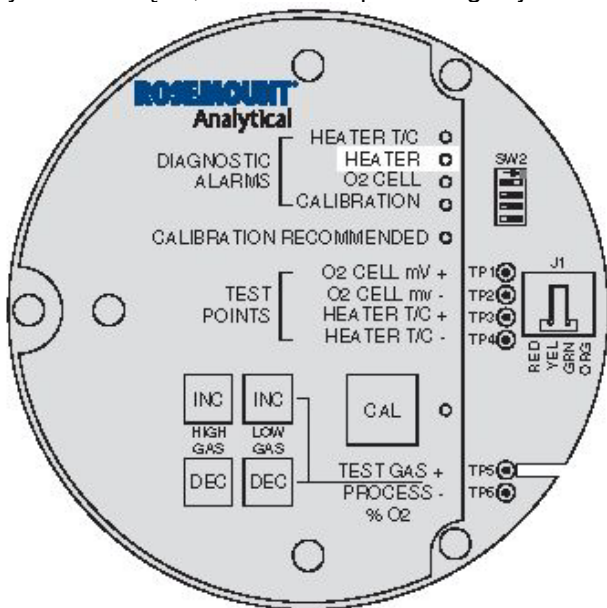 ROSEMOUNT®
Analytical
DIAGNOSTIC
ALARMS
HEATER T/C
HEATER
O2 CELL
CALIBRATION
CALIBRATION RECOMMENDED
TEST
POINTS
O2 CELL mV +
O2 CELL mv -
HEATER T/C +
HEATER T/C -
SW2
TP1
TP2
TP3
TP4
J1
RED
YEL
GRN
ORG
INC
INC
HIGH
GAS
LOW
GAS
DEC
DEC
CAL
TEST GAS +
PROCESS -
% O2
TP5
TP6